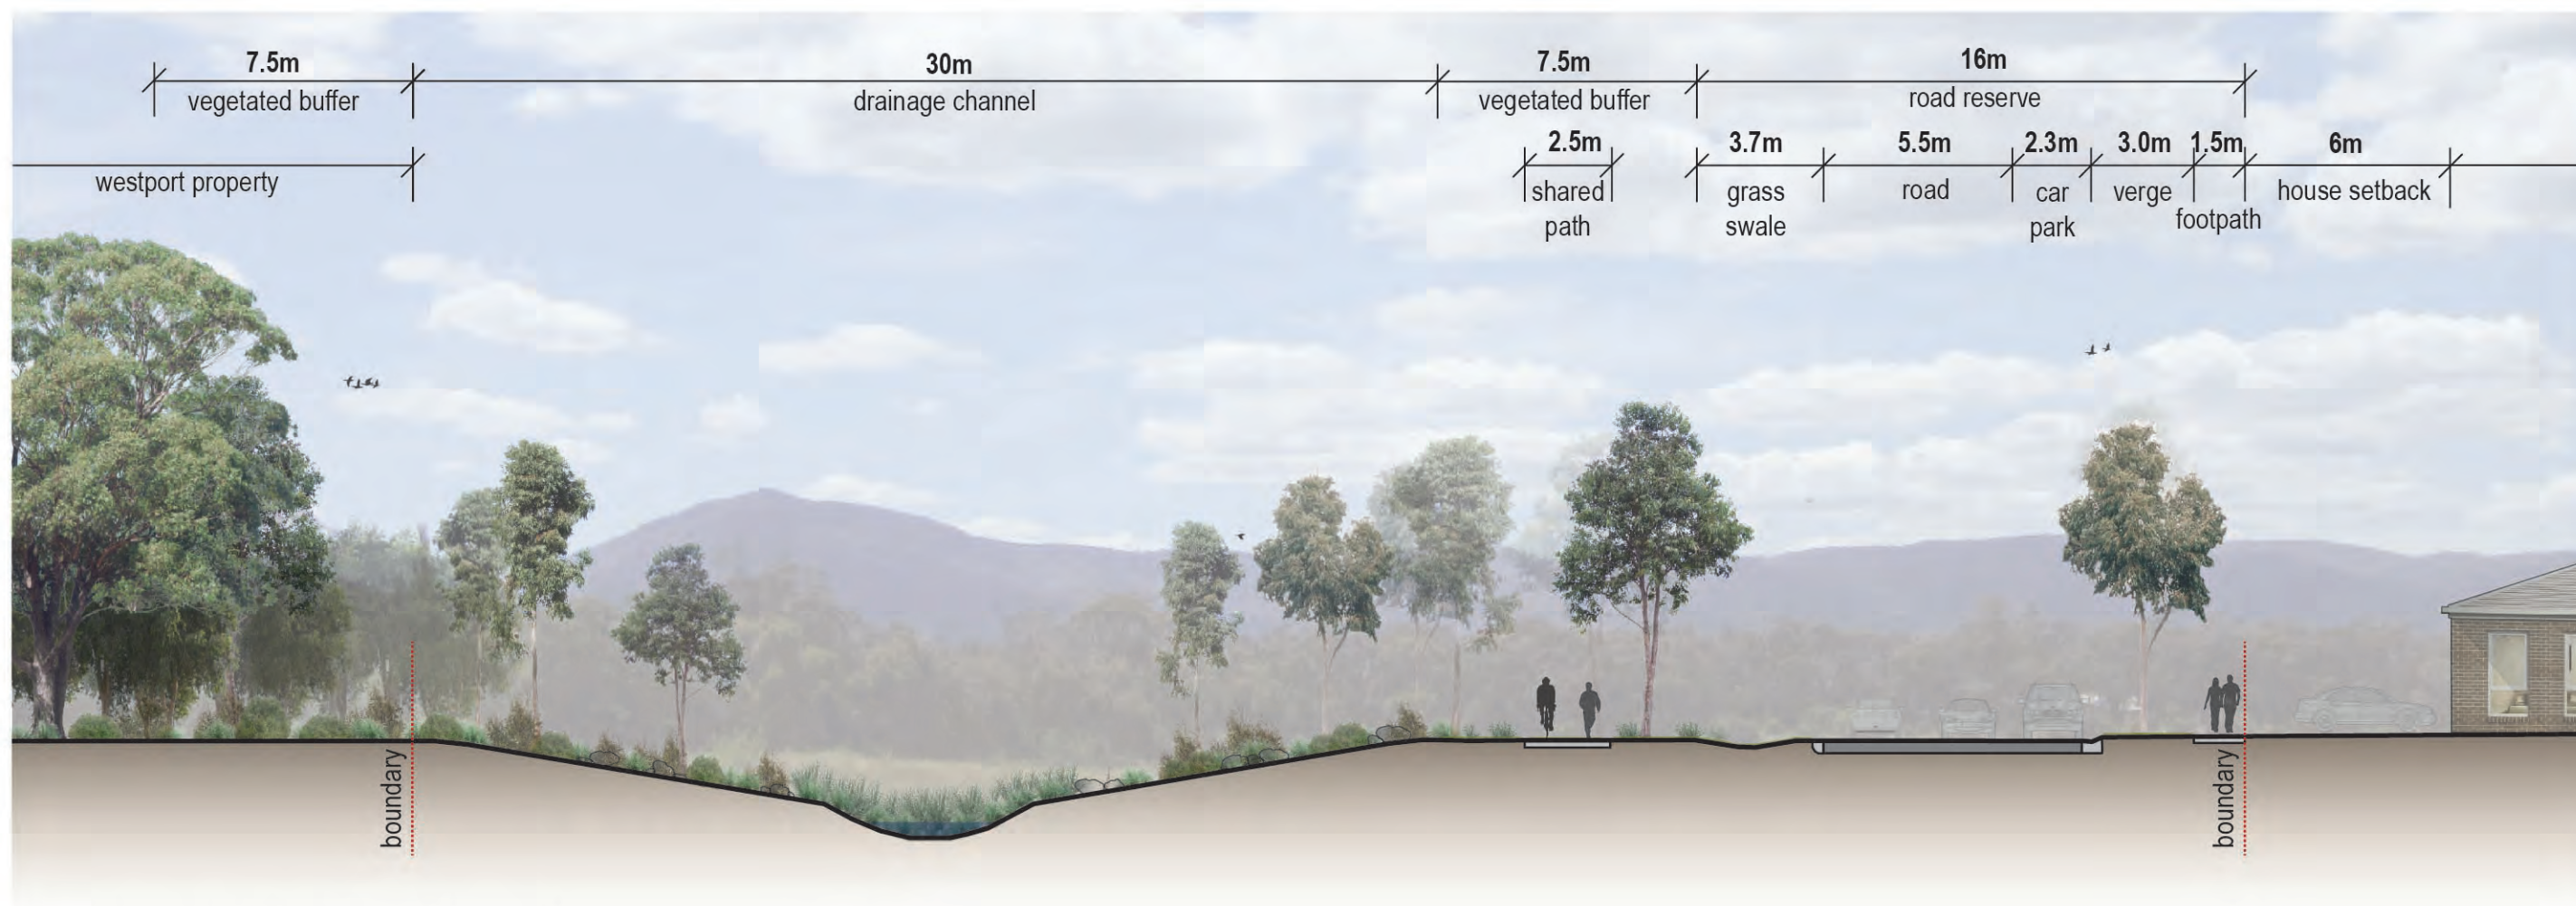 7.5m
30m
7.5m
16m
vegetated buffer
drainage channel
vegetated buffer
road reserve
2.5m
3.7m
5.5m
2.3m
3.0m
1.5m
6m
westport property
shared
path
grass
swale
road
car
park
verge
footpath
house setback
boundary
boundary